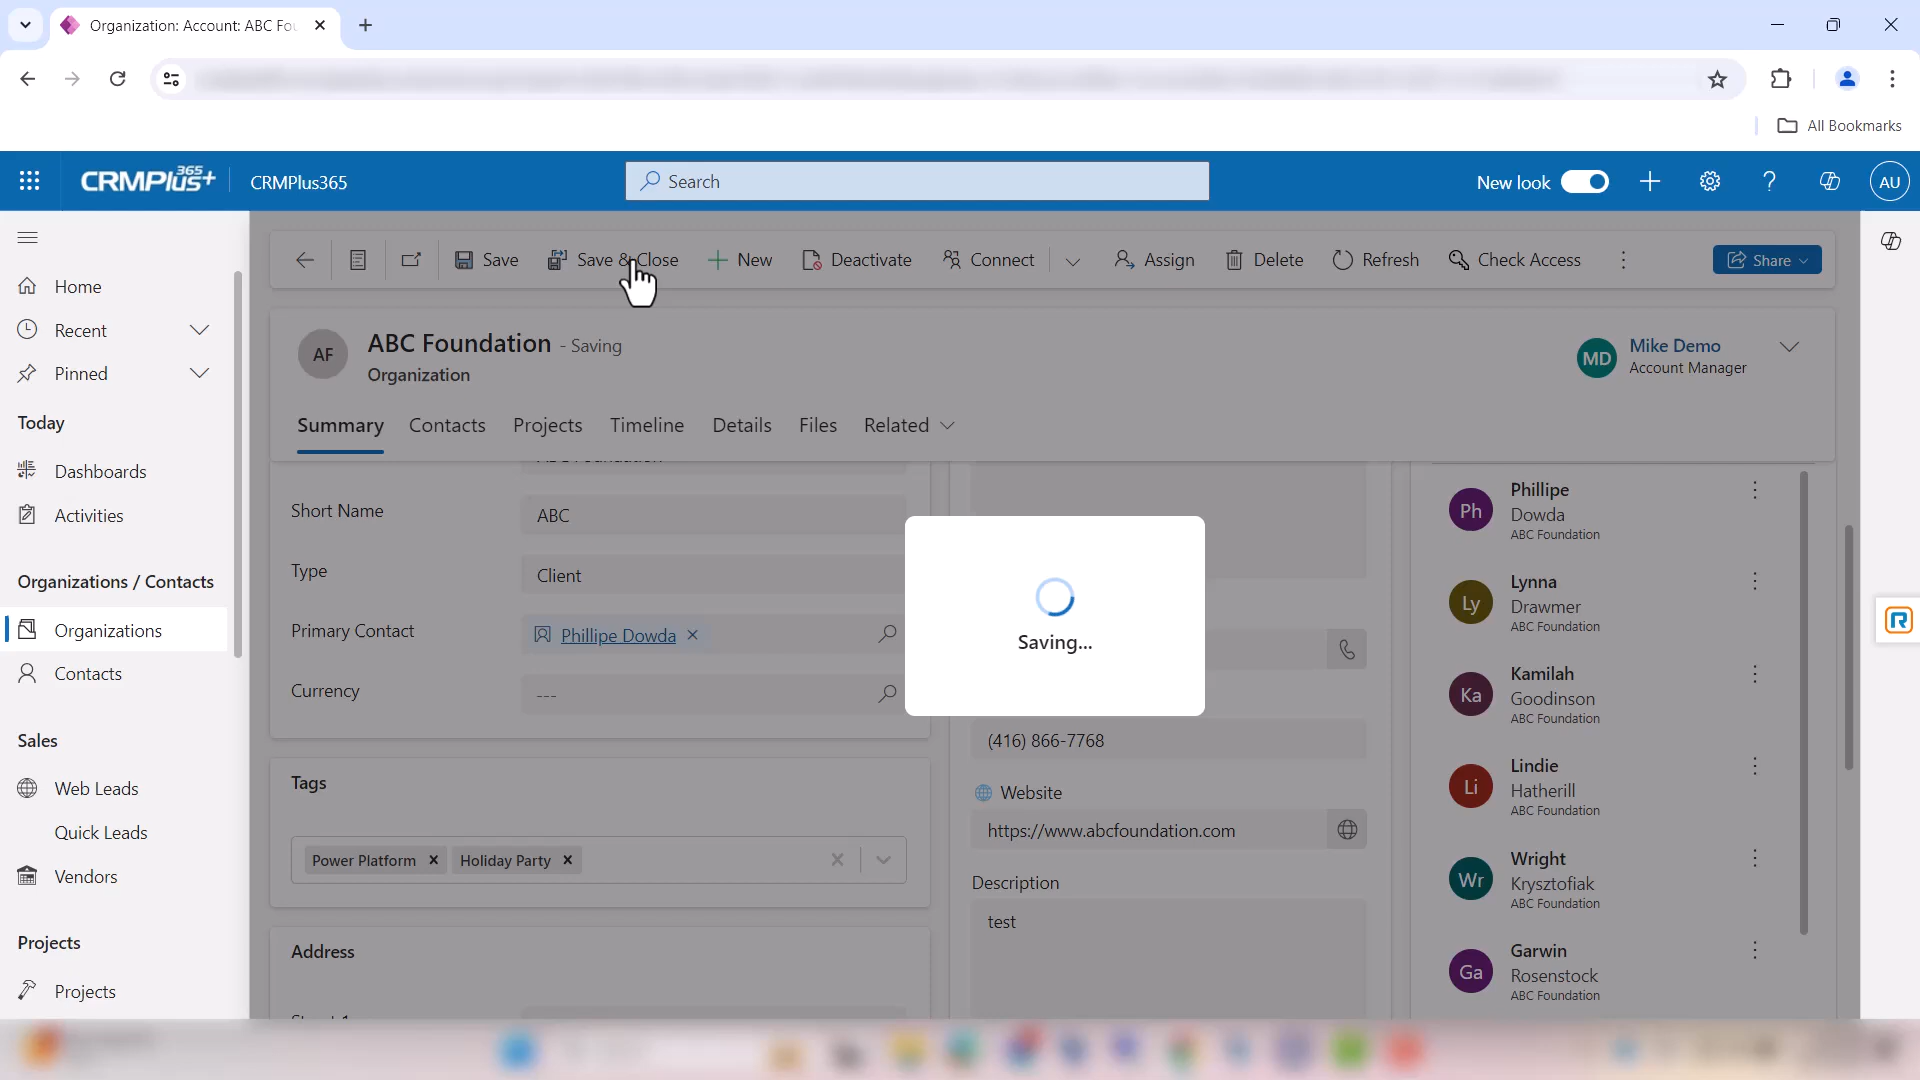 Organization: Account: ABC Fou
All Bookmarks
CRMPlus365+
CRMPlus365
Search
New look
AU
Save
Save & Close
New
Deactivate
Connect
Assign
Delete
Refresh
Check Access
Share
Home
Recent
Pinned
Today
Dashboards
Activities
Organizations / Contacts
Organizations
Contacts
Sales
Web Leads
Quick Leads
Vendors
Projects
Projects
AF
ABC Foundation - Saving
Organization
MD
Mike Demo
Account Manager
Summary
Contacts
Projects
Timeline
Details
Files
Related
Short Name
ABC
Type
Client
Primary Contact
Phillipe Dowda
Currency
---
Tags
Power Platform
Holiday Party
Address
Saving...
(416) 866-7768
Website
https://www.abcfoundation.com
Description
test
Ph
Phillipe
Dowda
ABC Foundation
Ly
Lynna
Drawmer
ABC Foundation
Ka
Kamilah
Goodinson
ABC Foundation
Li
Lindie
Hatherill
ABC Foundation
Wr
Wright
Krysztofiak
ABC Foundation
Ga
Garwin
Rosenstock
ABC Foundation